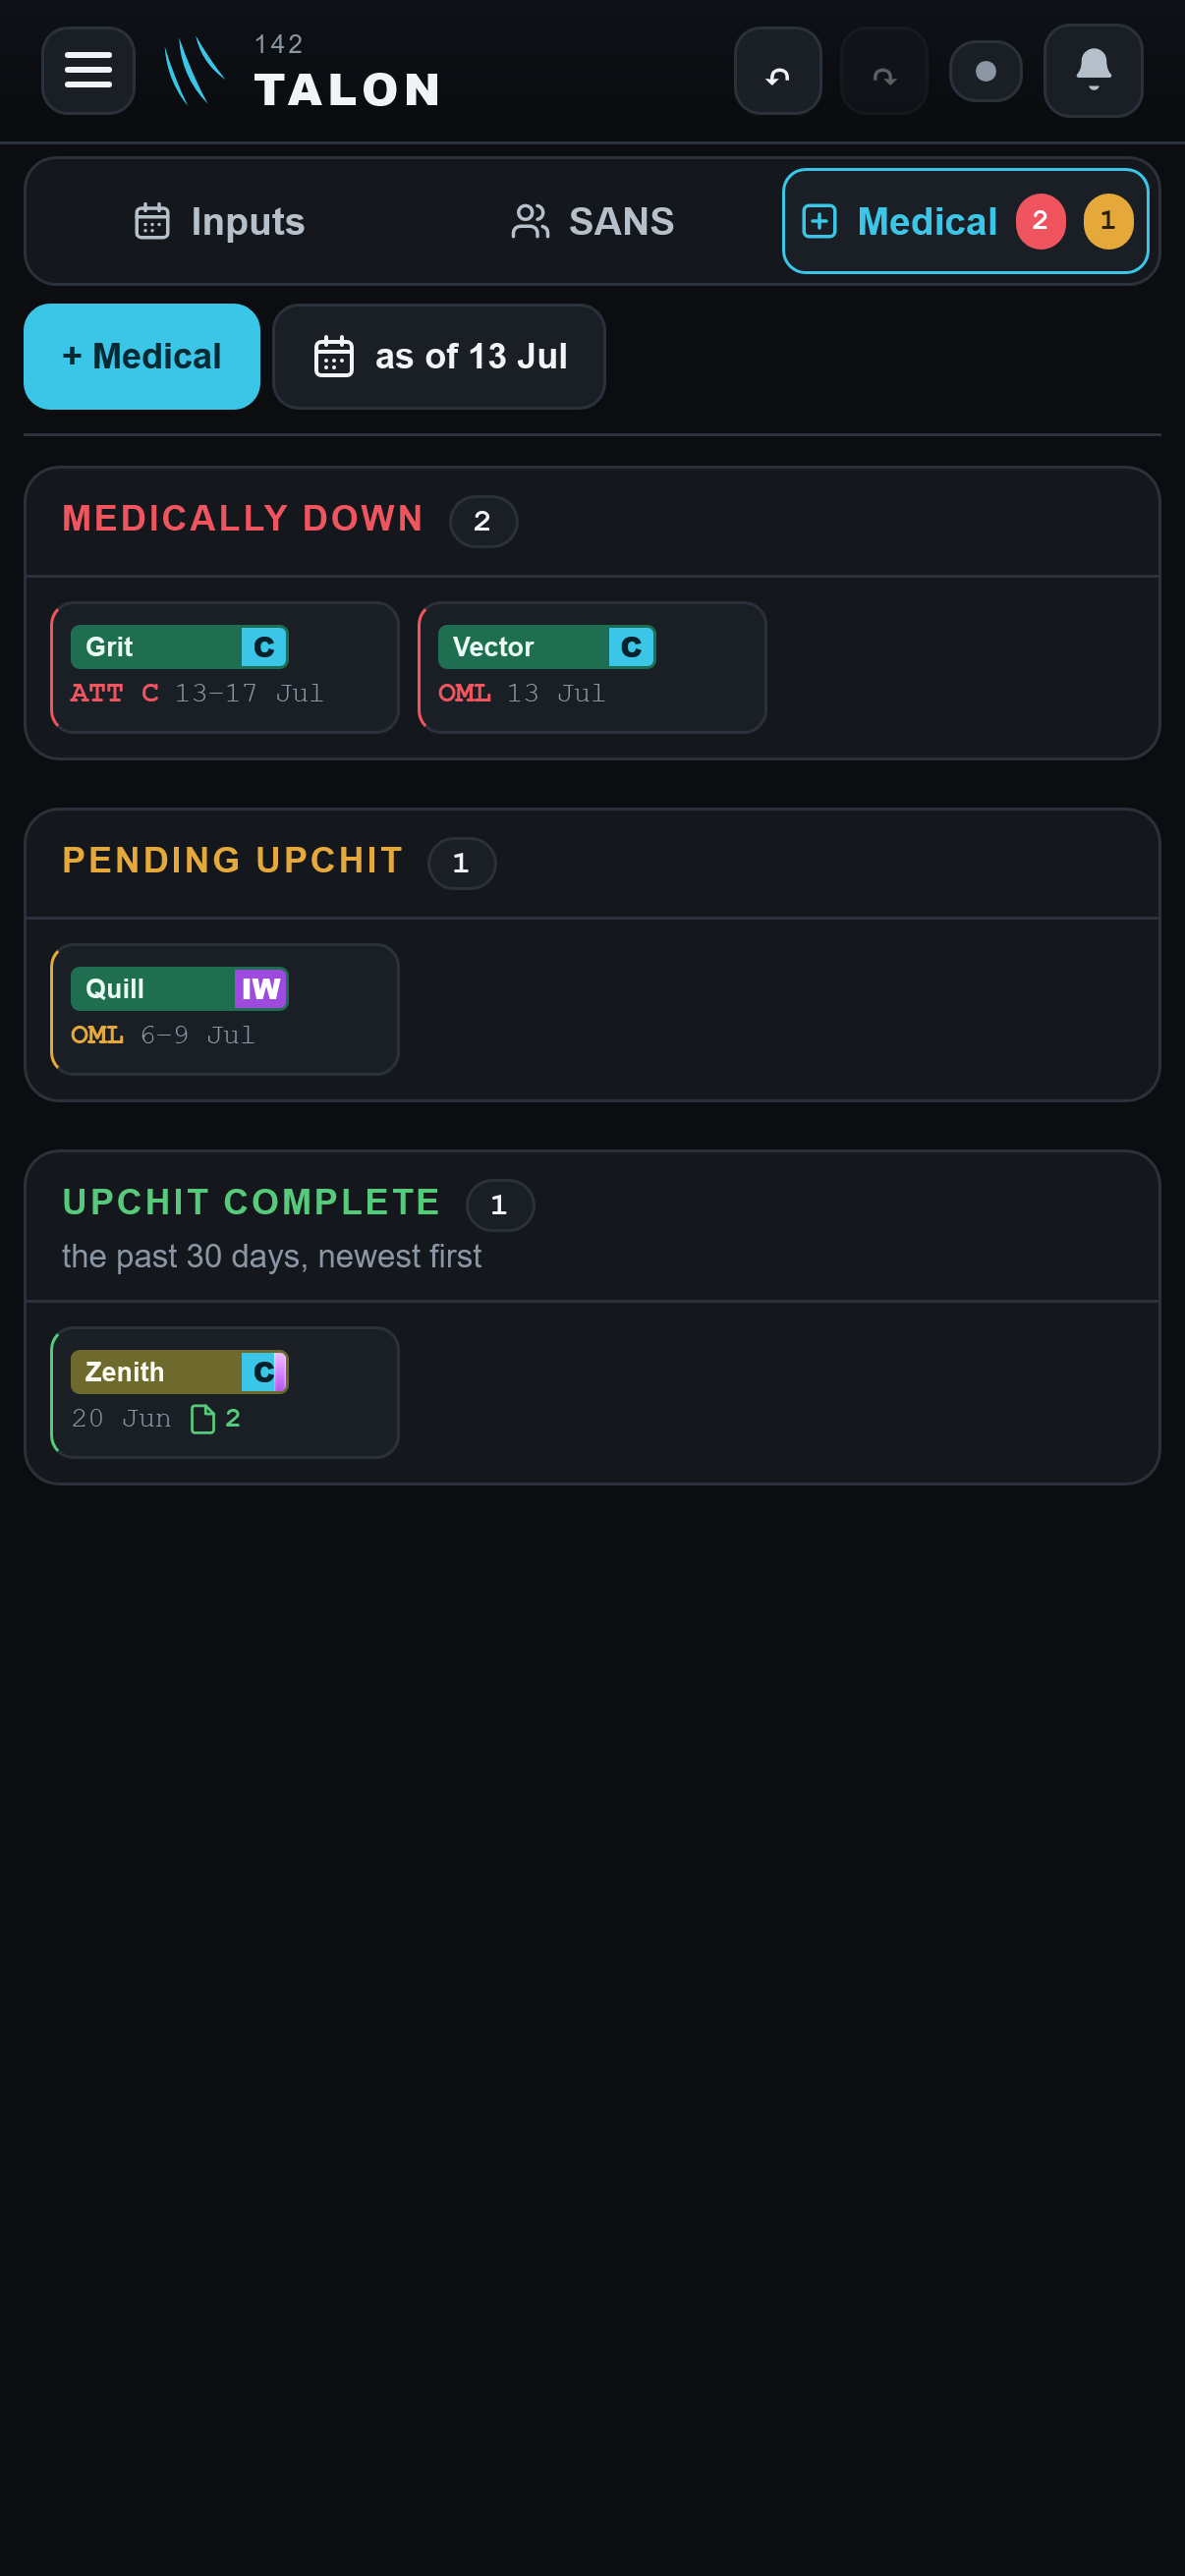 142
TALON
Inputs
SANS
Medical 2 1
+ Medical
as of 13 Jul
MEDICALLY DOWN 2
Grit C
ATT C 13–17 Jul
Vector C
OML 13 Jul
PENDING UPCHIT 1
Quill IW
OML 6–9 Jul
UPCHIT COMPLETE 1
the past 30 days, newest first
Zenith C
20 Jun 2